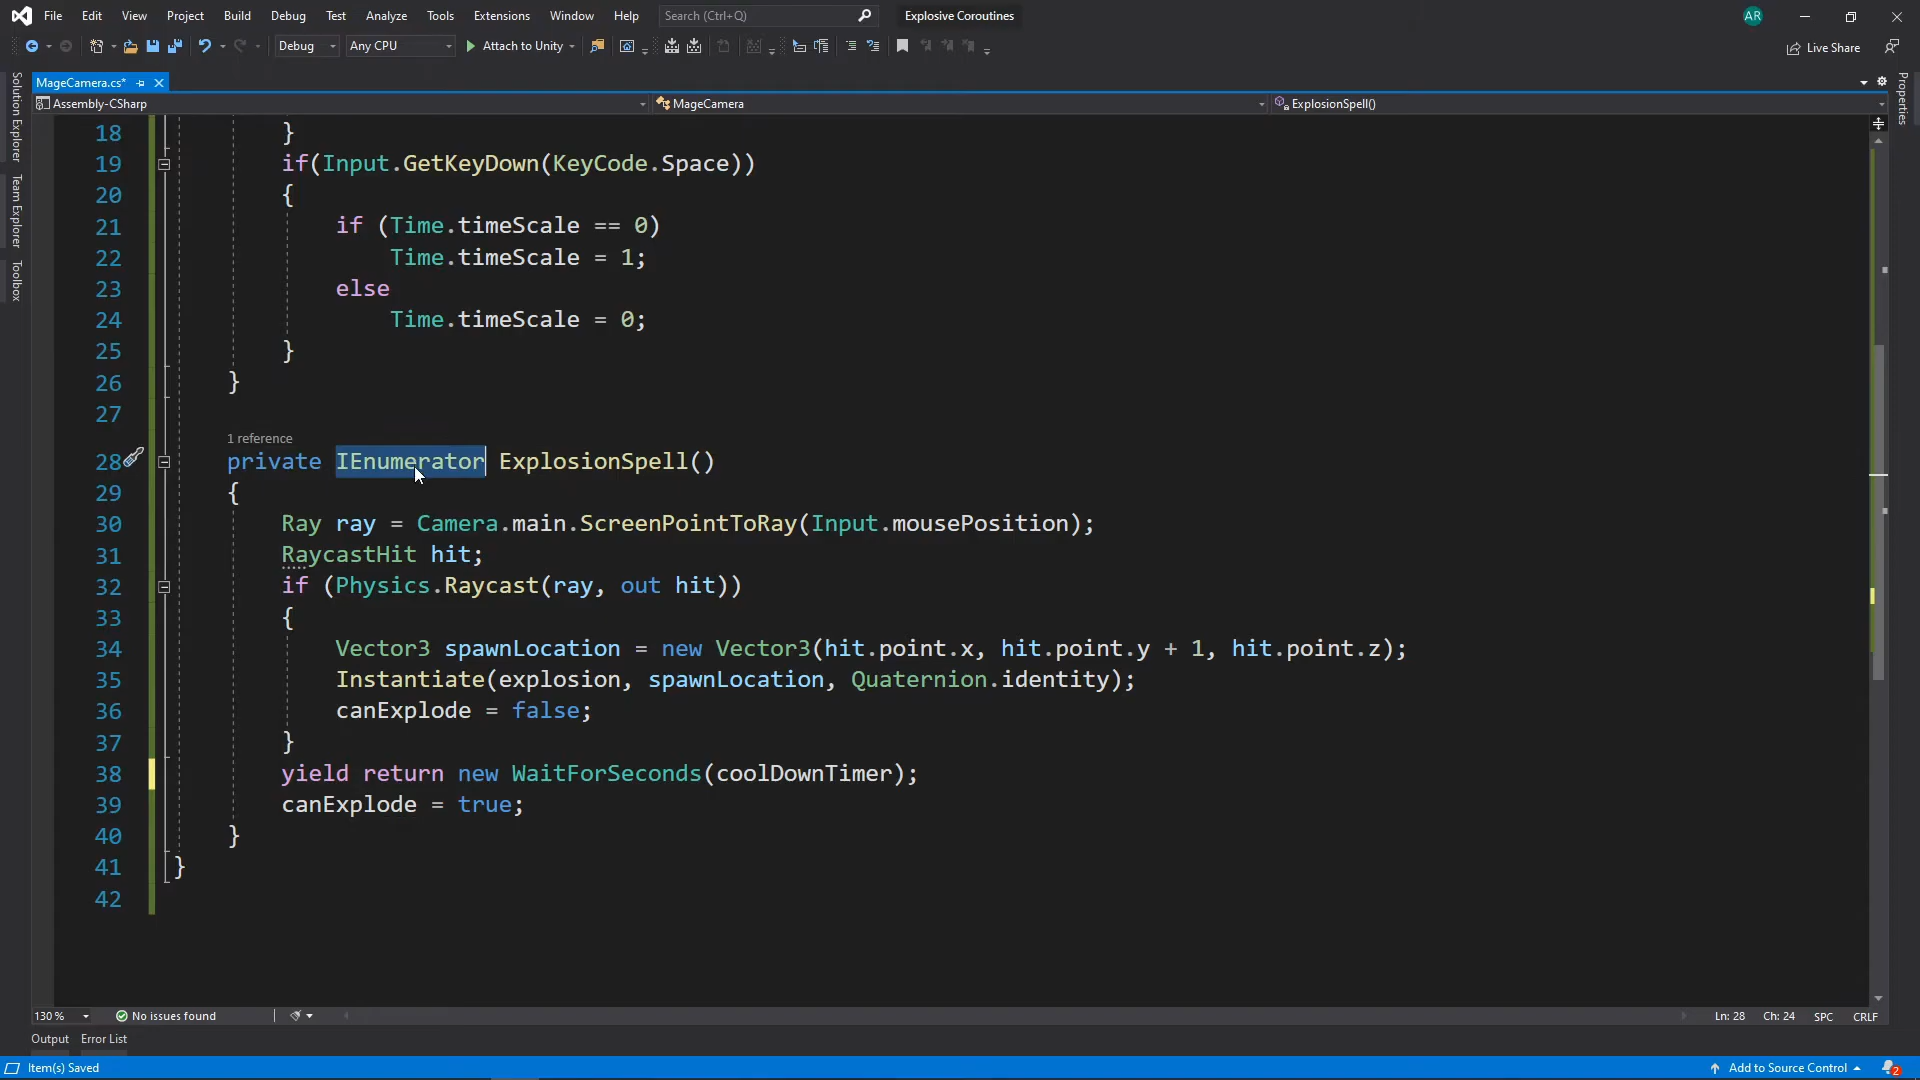 File Edit View Project Build Debug Test Analyze Tools Extensions Window Help Search (Ctrl+Q) Explosive Coroutines AR
Debug Any CPU Attach to Unity Live Share
MageCamera.cs*
Assembly-CSharp MageCamera ExplosionSpell()
Solution Explorer
Team Explorer
Toolbox
Properties
18 }
19 if(Input.GetKeyDown(KeyCode.Space))
20 {
21 if (Time.timeScale == 0)
22 Time.timeScale = 1;
23 else
24 Time.timeScale = 0;
25 }
26 }
27
1 reference
28 private IEnumerator ExplosionSpell()
29 {
30 Ray ray = Camera.main.ScreenPointToRay(Input.mousePosition);
31 RaycastHit hit;
32 if (Physics.Raycast(ray, out hit))
33 {
34 Vector3 spawnLocation = new Vector3(hit.point.x, hit.point.y + 1, hit.point.z);
35 Instantiate(explosion, spawnLocation, Quaternion.identity);
36 canExplode = false;
37 }
38 yield return new WaitForSeconds(coolDownTimer);
39 canExplode = true;
40 }
41 }
42
130 % No issues found Ln: 28 Ch: 24 SPC CRLF
Output Error List
Item(s) Saved Add to Source Control 2